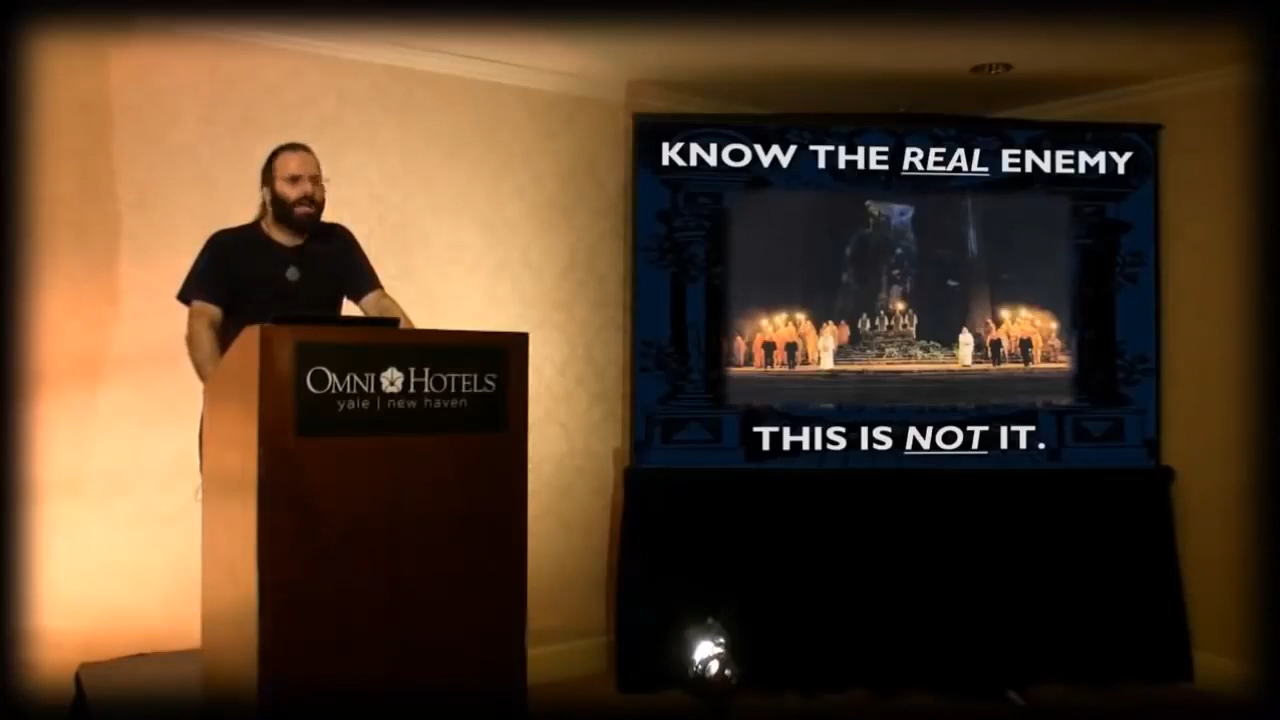 OMNI HOTELS
yale | new haven
KNOW THE REAL ENEMY
THIS IS NOT IT.